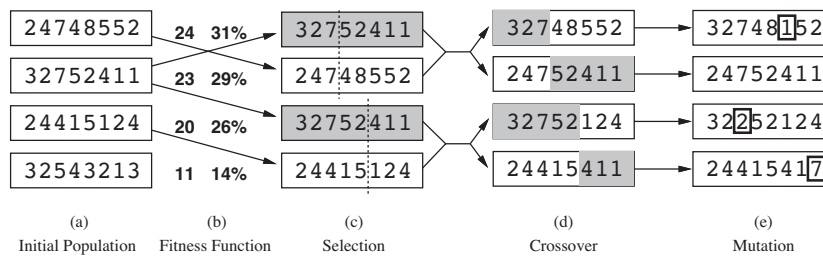 24748552 24 31% 32752411 32748552 32748152
32752411 23 29% 24748552 24752411 24752411
24415124 20 26% 32752411 32752124 32252124
32543213 11 14% 24415124 24415411 24415417
(a) (b) (c) (d) (e)
Initial Population Fitness Function Selection Crossover Mutation